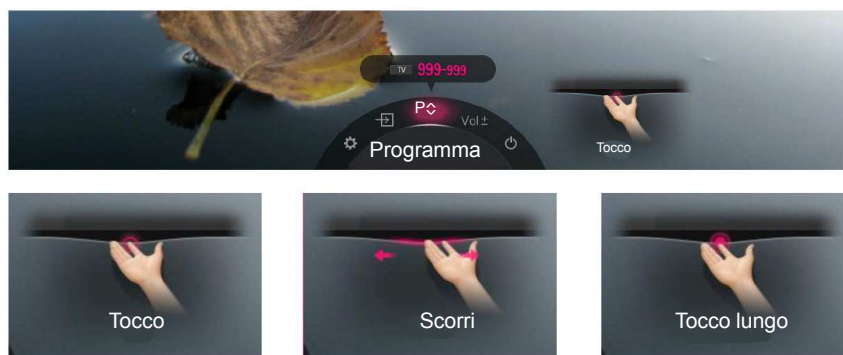 TV 999-999
P
Vol ±
Programma
Tocco
Tocco
Scorri
Tocco lungo